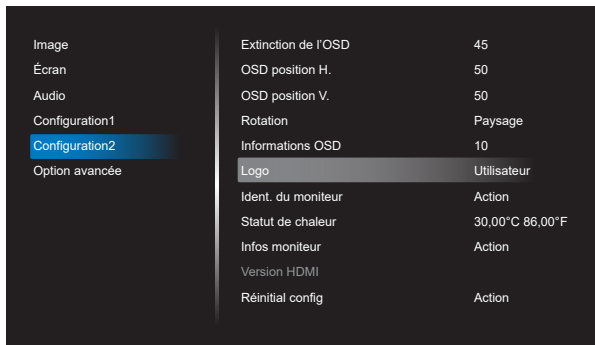 Image
Écran
Audio
Configuration1
Configuration2
Option avancée
Extinction de l'OSD 45
OSD position H. 50
OSD position V. 50
Rotation Paysage
Informations OSD 10
Logo Utilisateur
Ident. du moniteur Action
Statut de chaleur 30,00°C 86,00°F
Infos moniteur Action
Version HDMI
Réinitial config Action